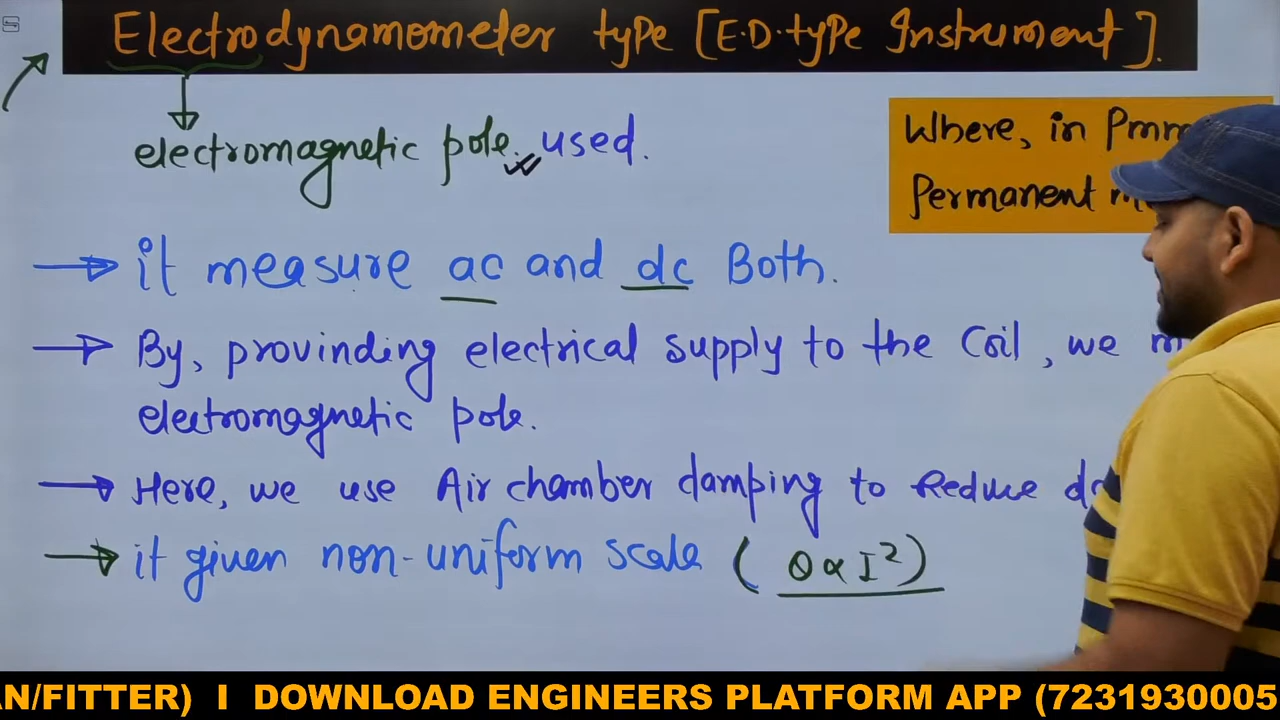 Electrodynamometer type [E.D.type Instrument].
electromagnetic pole. used.
Where, in
Permanent
→ it measure ac and dc Both.
→ By, provinding electrical supply to the Coil, we
electromagnetic pole.
→ Here, we use Air chamber damping to Reduce
→ it given non-uniform scale (θ∝I²)
AN/FITTER) I DOWNLOAD ENGINEERS PLATFORM APP (7231930005